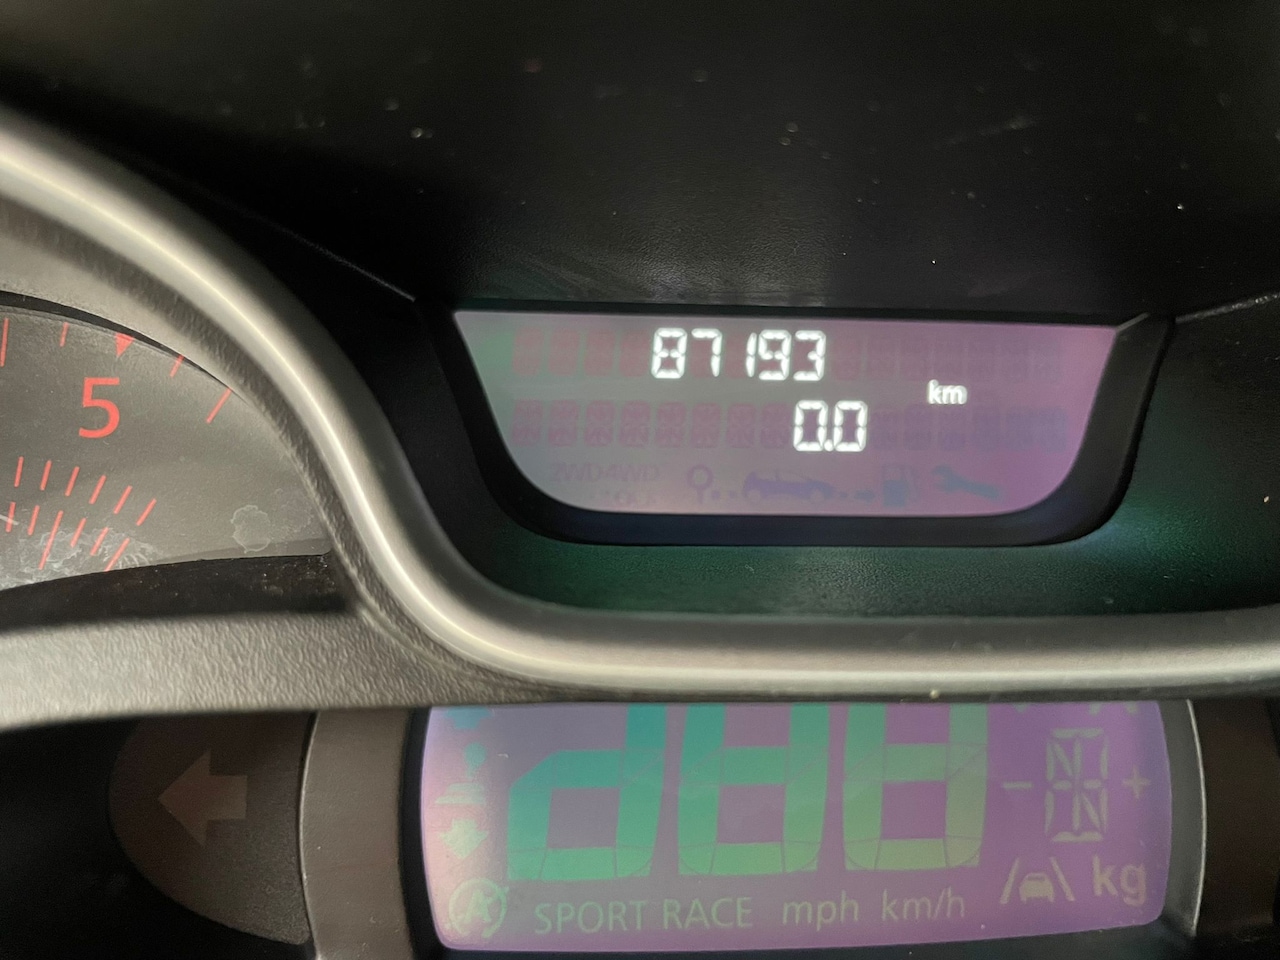 87193
km
0.0
5
2WD4WD
SPORT RACE mph km/h
kg